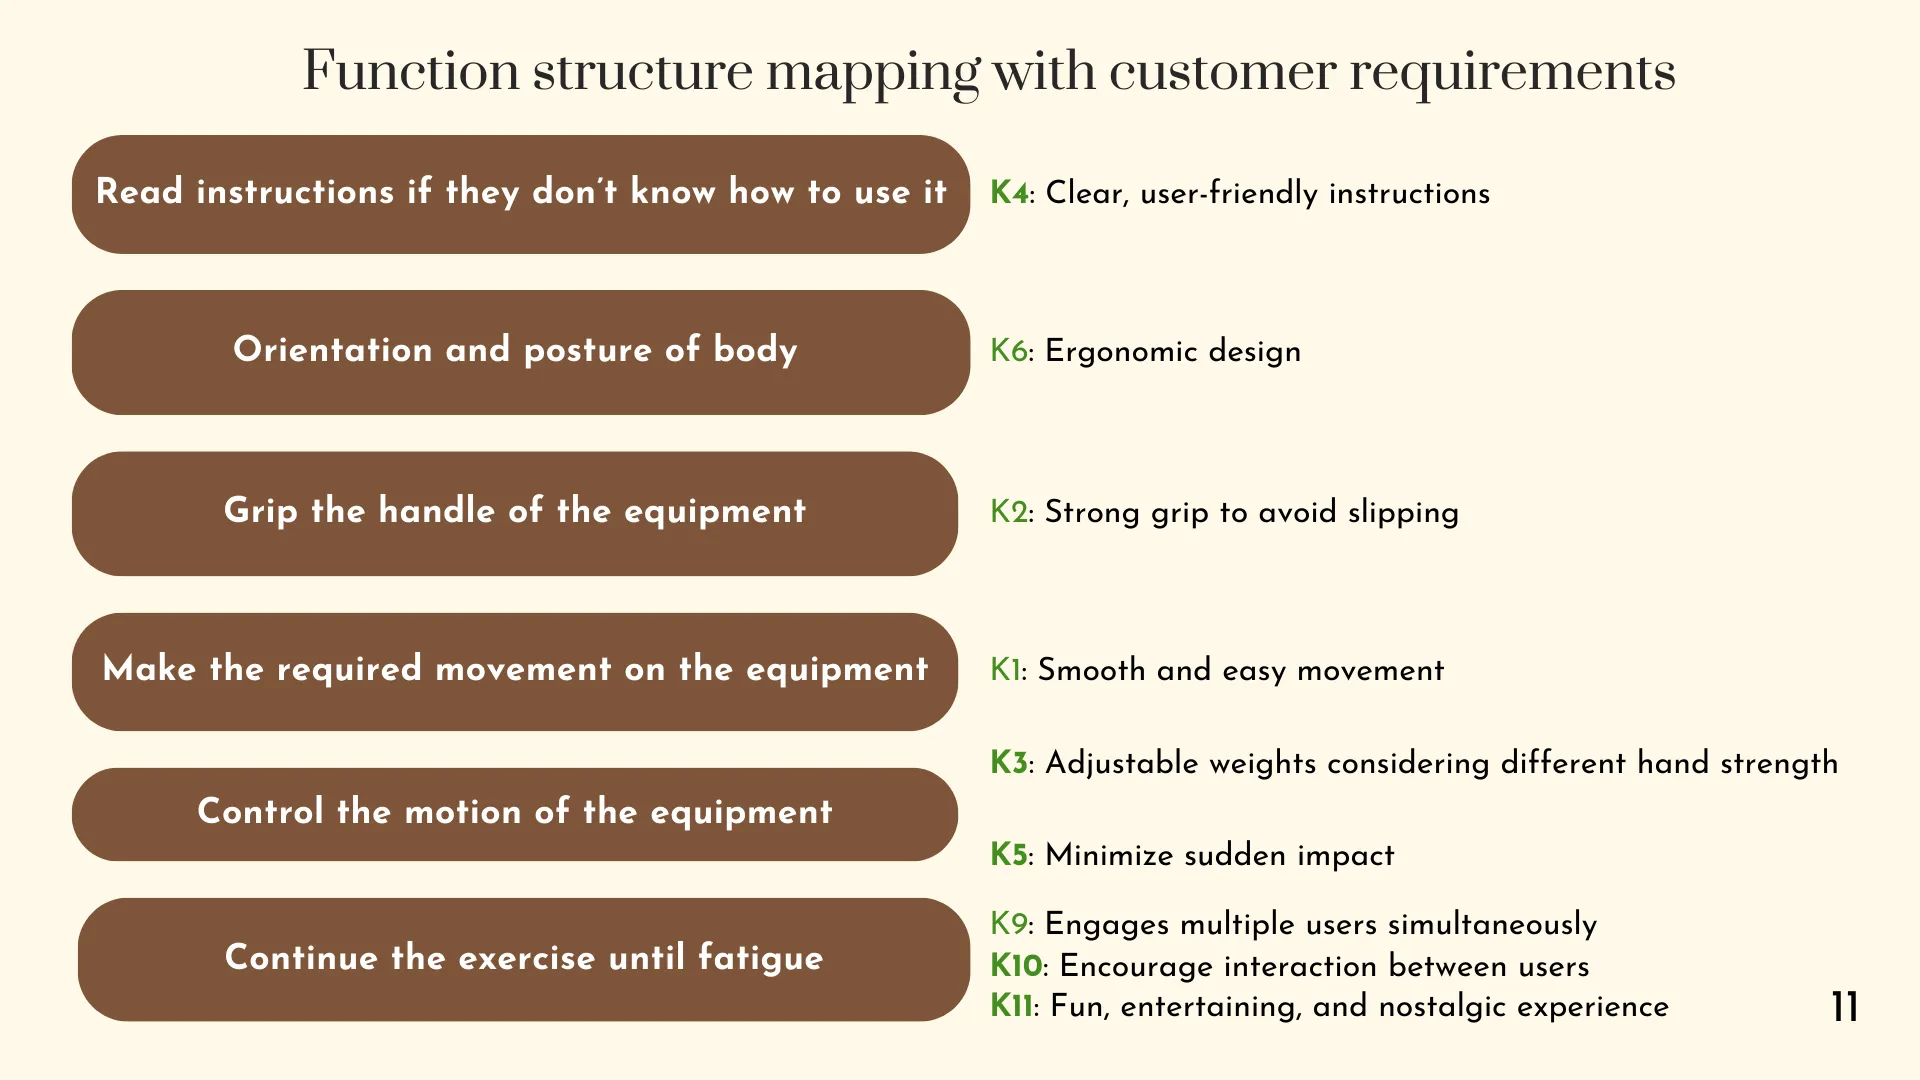 Function structure mapping with customer requirements
Read instructions if they don’t know how to use it
K4: Clear, user-friendly instructions
Orientation and posture of body
K6: Ergonomic design
Grip the handle of the equipment
K2: Strong grip to avoid slipping
Make the required movement on the equipment
K1: Smooth and easy movement
K3: Adjustable weights considering different hand strength
Control the motion of the equipment
K5: Minimize sudden impact
Continue the exercise until fatigue
K9: Engages multiple users simultaneously
K10: Encourage interaction between users
K11: Fun, entertaining, and nostalgic experience
11